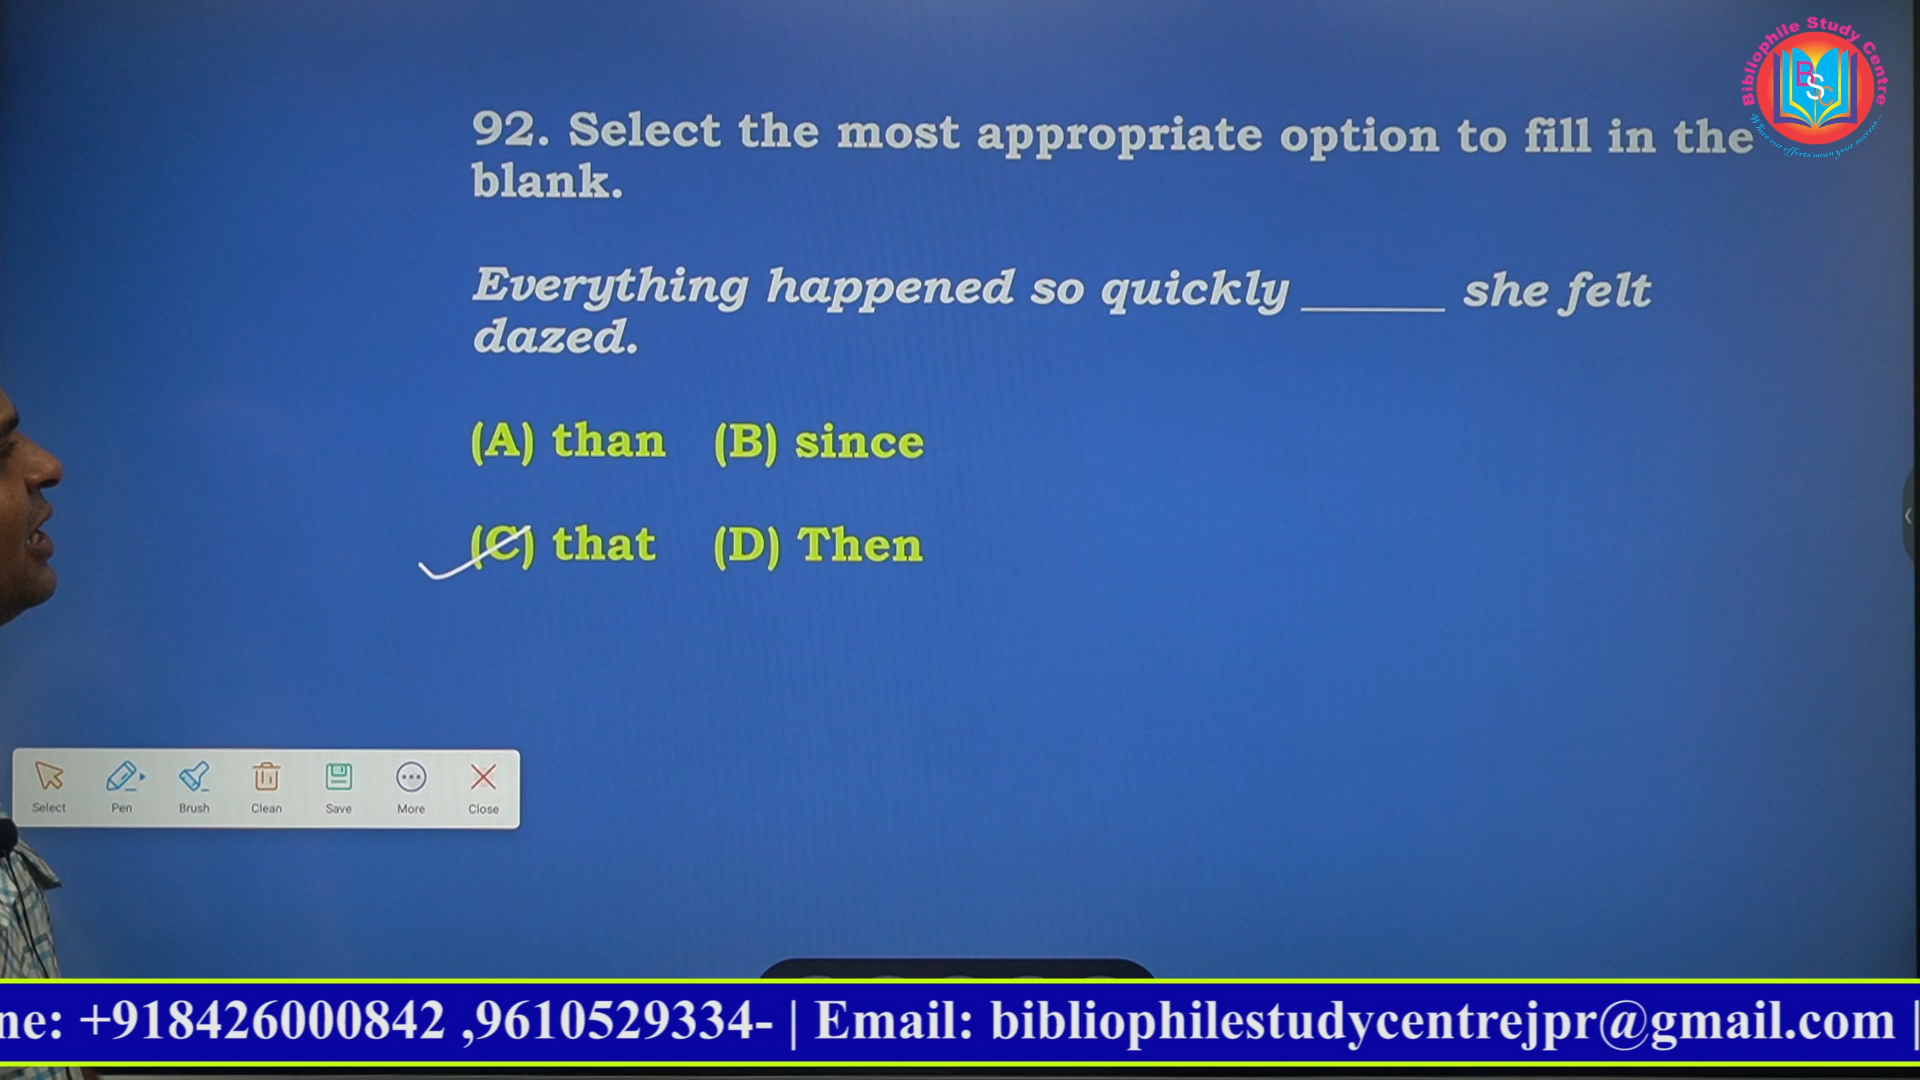 Bibliophile Study Centre
BSC
92. Select the most appropriate option to fill in the
blank.
Everything happened so quickly ______ she felt
dazed.
(A) than (B) since
(C) that (D) Then
Select Pen Brush Clean Save More Close
ne: +918426000842 ,9610529334- | Email: bibliophilestudycentrejpr@gmail.com |